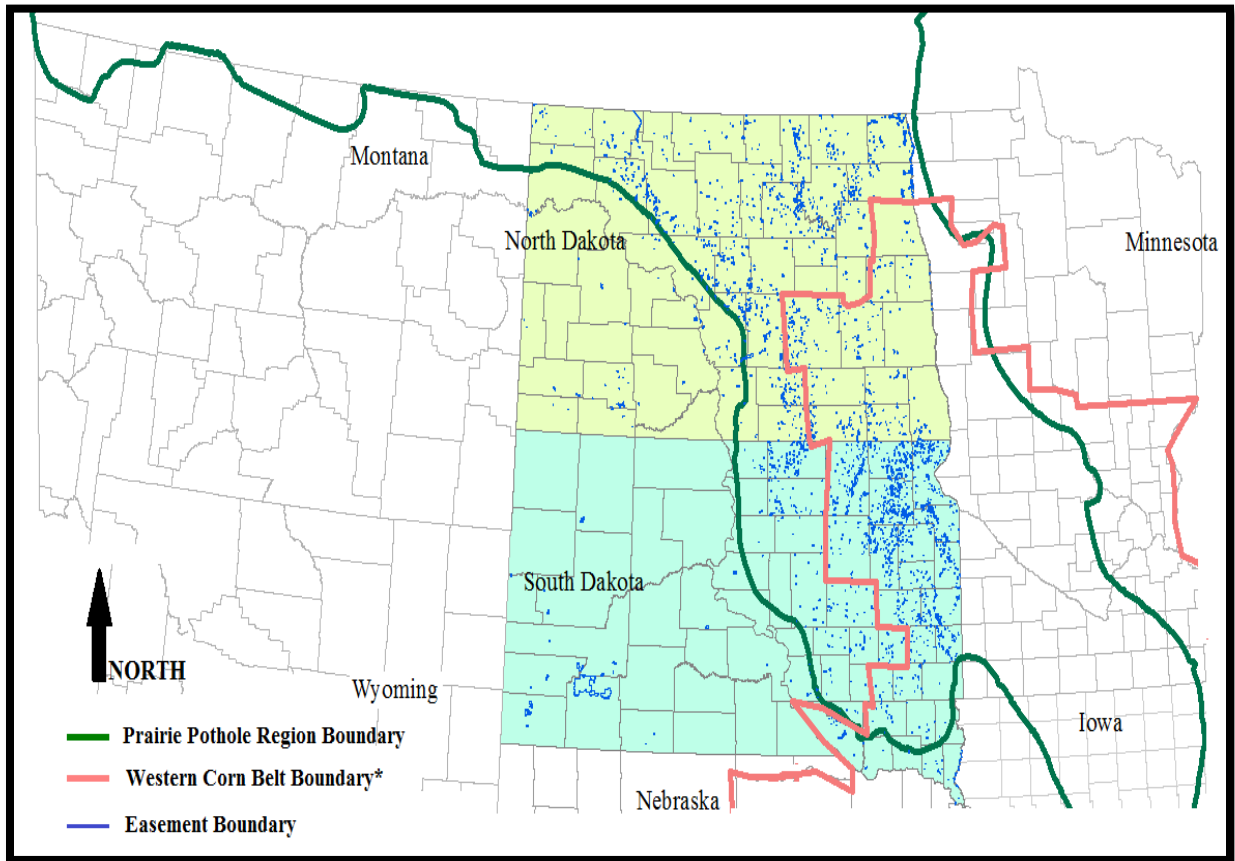 Montana
North Dakota
Minnesota
South Dakota
NORTH
Wyoming
Iowa
Prairie Pothole Region Boundary
Western Corn Belt Boundary*
Nebraska
Easement Boundary